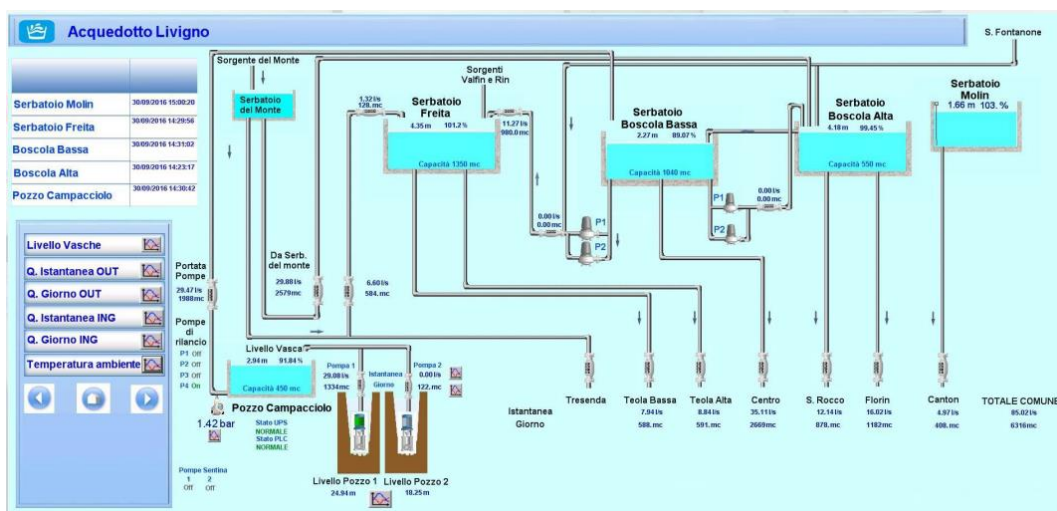 Acquedotto Livigno
S. Fontanone
Serbatoio Molin 30/09/2016 15:00:20
Serbatoio Freita 30/09/2016 14:29:56
Boscola Bassa 30/09/2016 14:31:02
Boscola Alta 30/09/2016 14:23:17
Pozzo Campacciolo 30/09/2016 14:30:42
Livello Vasche
Q. Istantanea OUT
Q. Giorno OUT
Q. Istantanea ING
Q. Giorno ING
Temperatura ambiente
Sorgente del Monte
Serbatoio
del Monte
1.32 l/s
128. mc
Serbatoio
Freita
4.35 m 101.2 %
Capacità 1350 mc
Sorgenti
Valfin e Rin
11.27 l/s
980.0 mc
0.00 l/s
0.00 mc
P1
P2
Serbatoio
Boscola Bassa
2.27 m 89.07 %
Capacità 1040 mc
P1
P2
0.00 l/s
0.00 mc
Serbatoio
Boscola Alta
4.18 m 99.45 %
Capacità 550 mc
Serbatoio
Molin
1.66 m 103. %
Portata
Pompe
29.47 l/s
1988 mc
Da Serb.
del monte
29.88 l/s
2579 mc
6.60 l/s
584. mc
Pompe
di
rilancio
P1 Off
P2 Off
P3 Off
P4 On
Livello Vasca
2.94 m 91.84 %
Capacità 450 mc
Pozzo Campacciolo
1.42 bar
Stato UPS
NORMALE
Stato PLC
NORMALE
Pompe Sentina
1 2
Off Off
Pompa 1
29.08 l/s
1334 mc
Istantanea
Giorno
Pompa 2
0.00 l/s
122. mc
Livello Pozzo 1 Livello Pozzo 2
24.94 m 18.25 m
Tresenda Teola Bassa Teola Alta Centro S. Rocco Florin Canton TOTALE COMUNE
Istantanea 7.94 l/s 8.84 l/s 35.11 l/s 12.14 l/s 16.02 l/s 4.97 l/s 85.02 l/s
Giorno 588. mc 591. mc 2669 mc 878. mc 1182 mc 408. mc 6316 mc